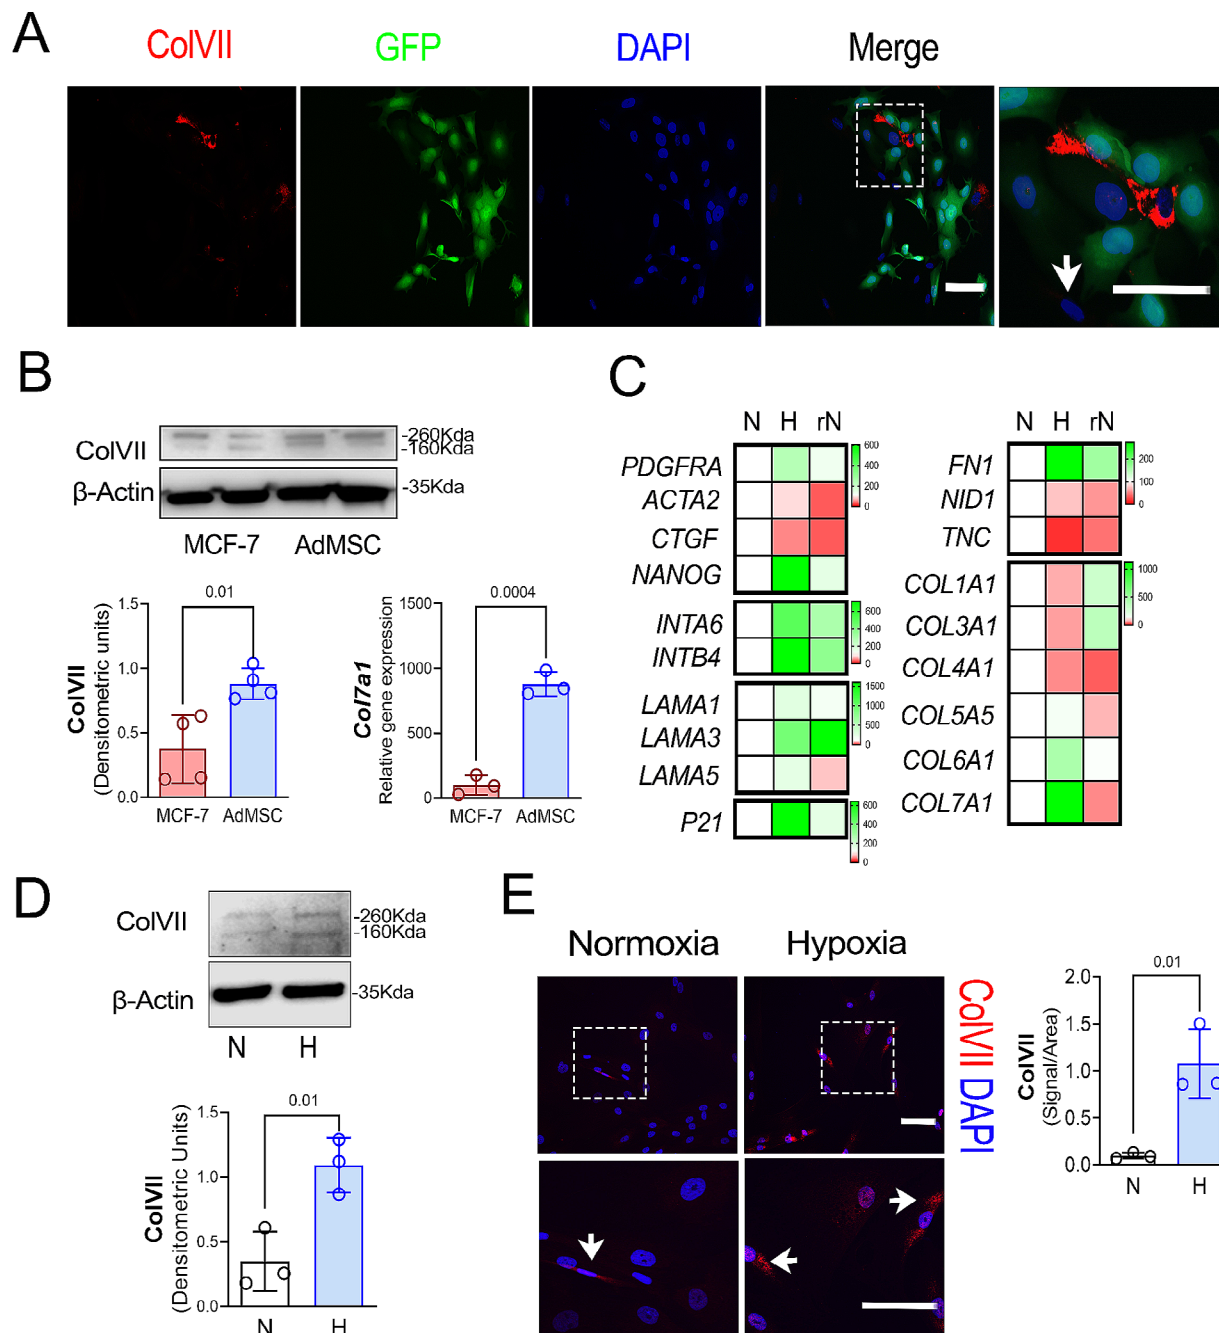 A
ColVII GFP DAPI Merge
B
ColVII
-260Kda
-160Kda
β-Actin
-35Kda
MCF-7 AdMSC
ColVII
(Densitometric units)
0.01
1.5
1.0
0.5
0.0
MCF-7 AdMSC
Col7a1
Relative gene expression
0.0004
1500
1000
500
0
MCF-7 AdMSC
C
N H rN
PDGFRA
ACTA2
CTGF
NANOG
600
400
200
0
INTA6
INTB4
600
400
200
0
LAMA1
LAMA3
LAMA5
1500
1000
500
0
P21
600
400
200
0
N H rN
FN1
NID1
TNC
200
100
0
COL1A1
COL3A1
COL4A1
COL5A5
COL6A1
COL7A1
1000
500
0
D
ColVII
-260Kda
-160Kda
β-Actin
-35Kda
N H
ColVII
(Densitometric Units)
0.01
1.5
1.0
0.5
0.0
N H
E
Normoxia Hypoxia
ColVII DAPI
ColVII
(Signal/Area)
0.01
2.0
1.5
1.0
0.5
0.0
N H